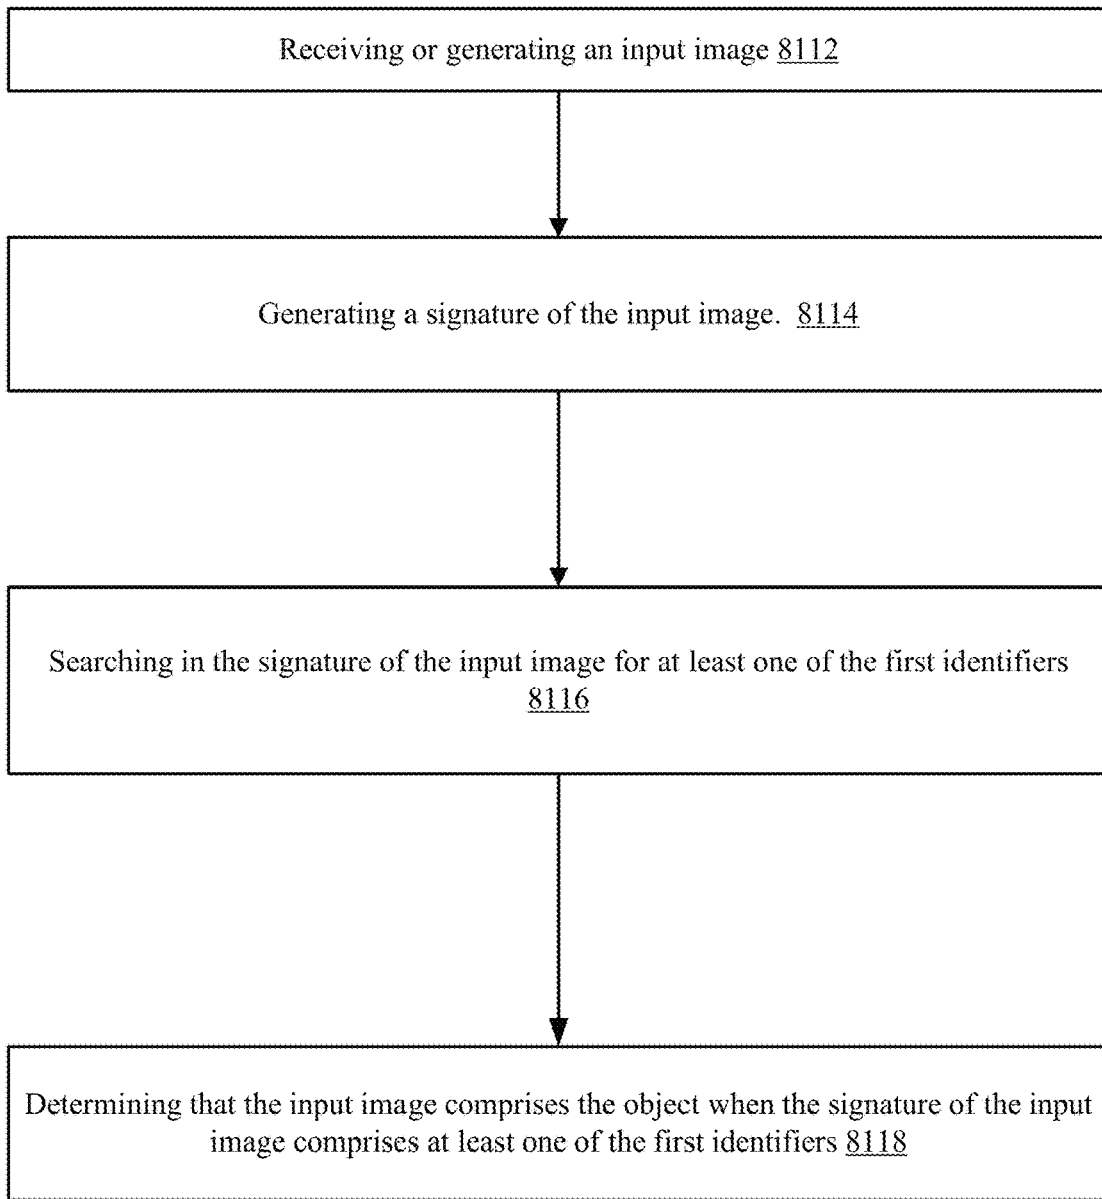 Receiving or generating an input image 8112
Generating a signature of the input image. 8114
Searching in the signature of the input image for at least one of the first identifiers
8116
Determining that the input image comprises the object when the signature of the input
image comprises at least one of the first identifiers 8118